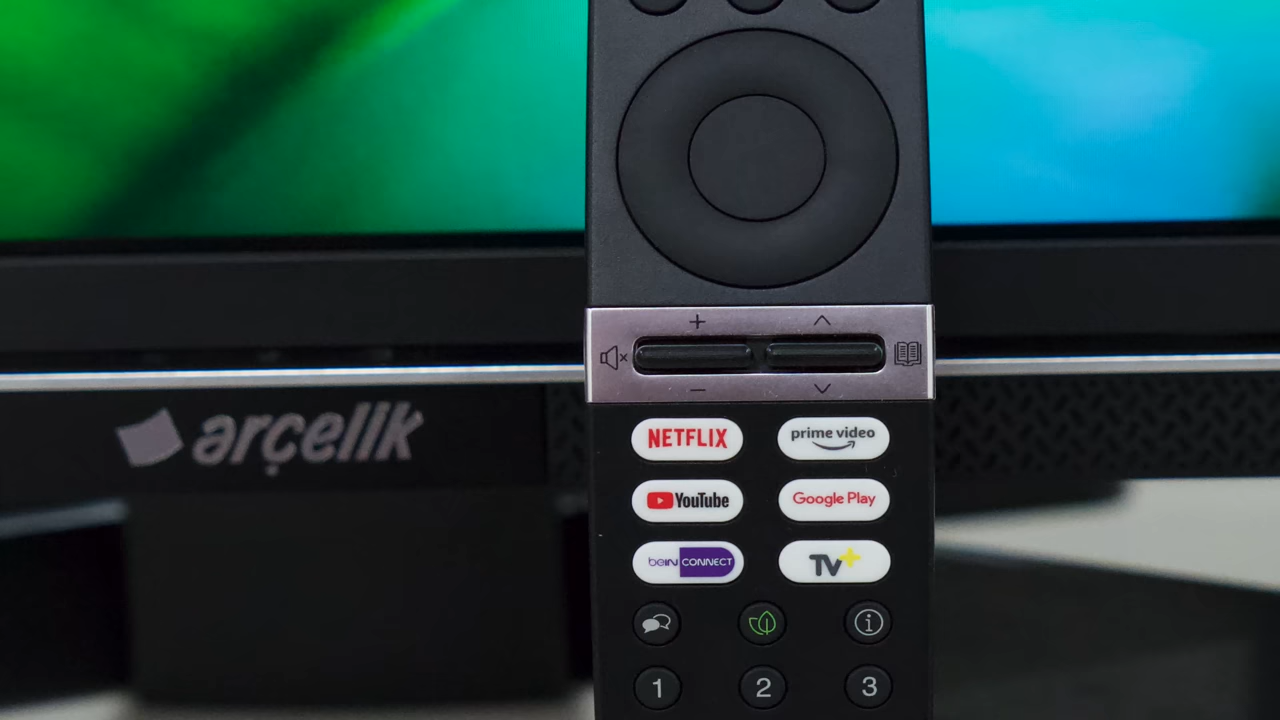 +
-
arçelik
NETFLIX
prime video
YouTube
Google Play
beIN CONNECT
TV+
i
1
2
3